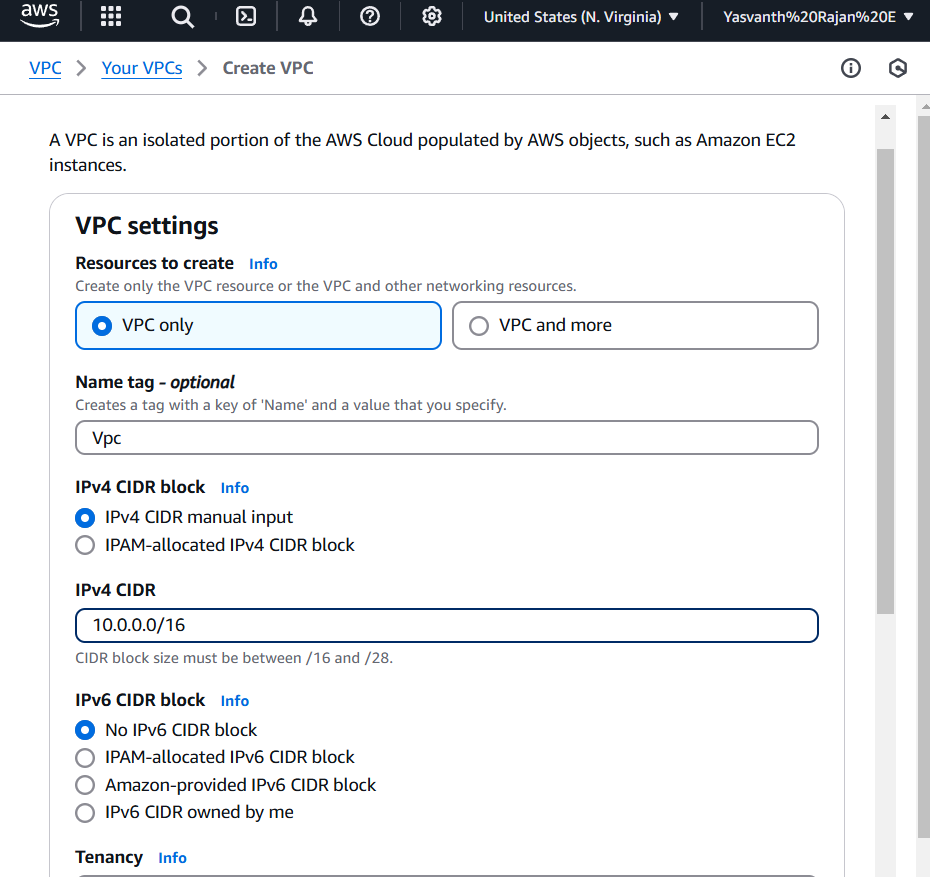 aws
United States (N. Virginia)
Yasvanth%20Rajan%20E
VPC
Your VPCs
Create VPC
A VPC is an isolated portion of the AWS Cloud populated by AWS objects, such as Amazon EC2
instances.
VPC settings
Resources to create Info
Create only the VPC resource or the VPC and other networking resources.
VPC only
VPC and more
Name tag - optional
Creates a tag with a key of 'Name' and a value that you specify.
Vpc
IPv4 CIDR block Info
IPv4 CIDR manual input
IPAM-allocated IPv4 CIDR block
IPv4 CIDR
10.0.0.0/16
CIDR block size must be between /16 and /28.
IPv6 CIDR block Info
No IPv6 CIDR block
IPAM-allocated IPv6 CIDR block
Amazon-provided IPv6 CIDR block
IPv6 CIDR owned by me
Tenancy Info